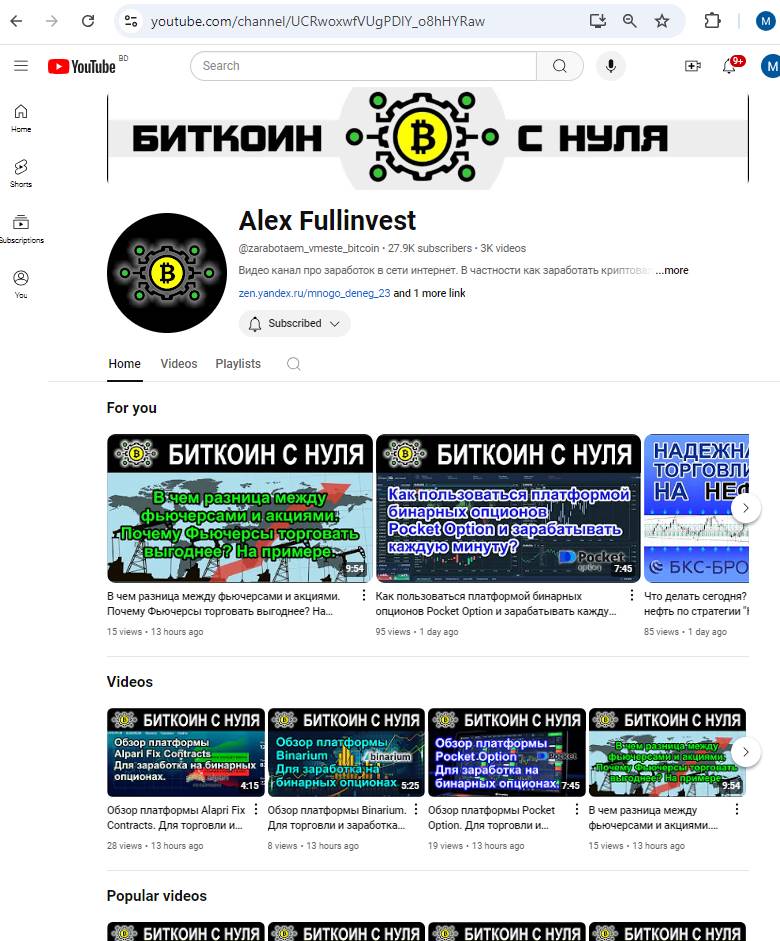 youtube.com/channel/UCRwoxwfVUgPDlY_o8hHYRaw
M
YouTube BD
Search
9+
M
Home
Shorts
Subscriptions
You
БИТКОИН С НУЛЯ
Alex Fullinvest
@zarabotaem_vmeste_bitcoin • 27.9K subscribers • 3K videos
Видео канал про заработок в сети интернет. В частности как заработать криптова ...more
zen.yandex.ru/mnogo_deneg_23 and 1 more link
Subscribed
Home Videos Playlists
For you
БИТКОИН С НУЛЯ
В чем разница между
фьючерсами и акциями.
Почему Фьючерсы торговать
выгоднее? На примере.
9:54
БИТКОИН С НУЛЯ
Как пользоваться платформой
бинарных опционов
Pocket Option и зарабатывать
каждую минуту?
Pocket
option
7:45
НАДЕЖНА
ТОРГОВЛИ
НА НЕФ
БКС-БРО
В чем разница между фьючерсами и акциями.
Почему Фьючерсы торговать выгоднее? На...
15 views • 13 hours ago
Как пользоваться платформой бинарных
опционов Pocket Option и зарабатывать кажду...
95 views • 1 day ago
Что делать сегодня?
нефть по стратегии "Н
85 views • 1 day ago
Videos
БИТКОИН С НУЛЯ
Обзор платформы
Alpari Fix Contracts
Для заработка на бинарных
опционах.
4:15
БИТКОИН С НУЛЯ
Обзор платформы
Binarium
Для заработка на
бинарных опционах
binarium
5:25
БИТКОИН С НУЛЯ
Обзор платформы
Pocket Option
Для заработка на
бинарных опционах!
Pocket
7:45
БИТКОИН С НУЛЯ
В чем разница между
фьючерсами и акциями.
Почему Фьючерсы торговать
выгоднее? На примере.
9:54
Обзор платформы Alapri Fix
Contracts. Для торговли и...
28 views • 13 hours ago
Обзор платформы Binarium.
Для торговли и заработка...
8 views • 13 hours ago
Обзор платформы Pocket
Option. Для торговли и...
19 views • 13 hours ago
В чем разница между
фьючерсами и акциями....
15 views • 13 hours ago
Popular videos
БИТКОИН С НУЛЯ
БИТКОИН С НУЛЯ
БИТКОИН С НУЛЯ
БИТКОИН С НУЛЯ